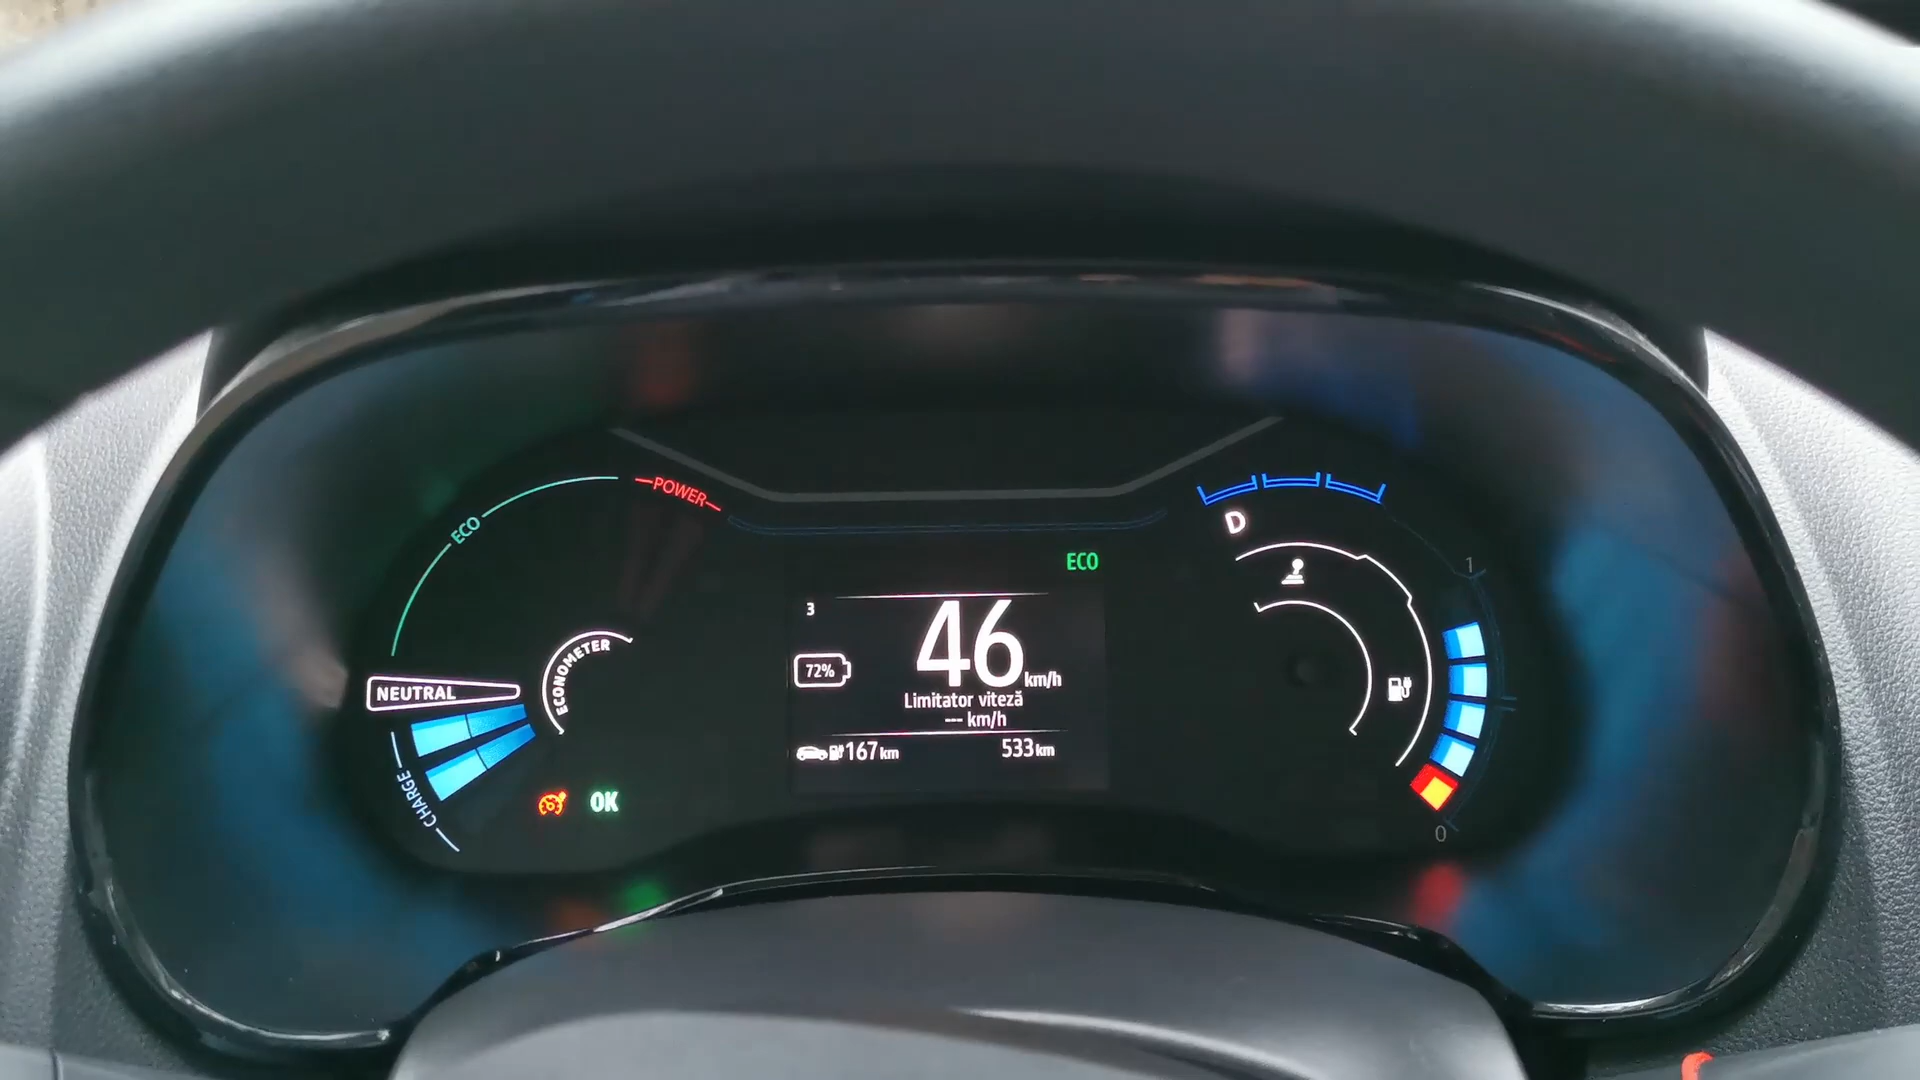 POWER
ECO
D
ECO
1
3
46 km/h
72%
ECONOMETER
NEUTRAL
Limitator viteză
--- km/h
167 km 533 km
CHARGE
OK
0